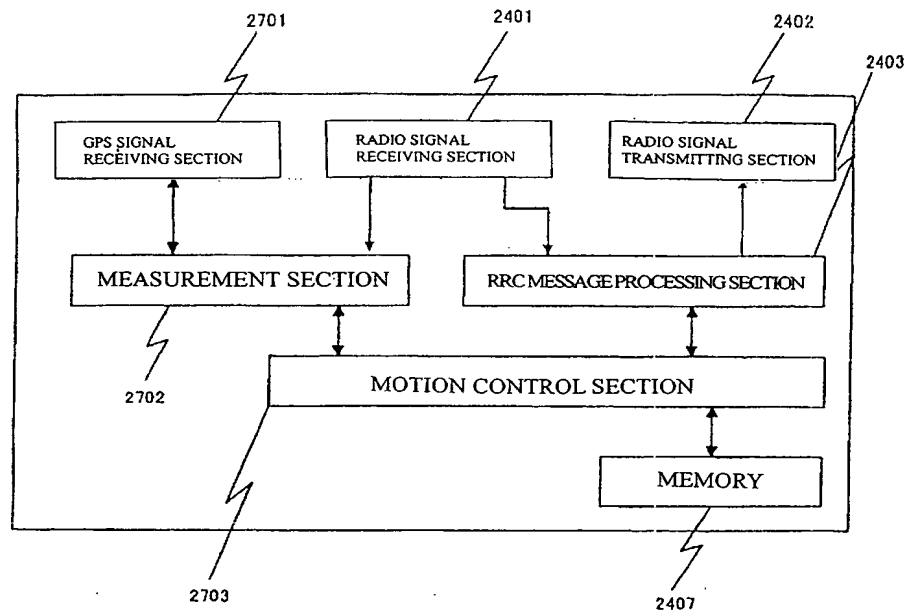 2701
2401
2402
2403
GPS SIGNAL
RECEIVING SECTION
RADIO SIGNAL
RECEIVING SECTION
RADIO SIGNAL
TRANSMITTING SECTION
MEASUREMENT SECTION
RRC MESSAGE PROCESSING SECTION
2702
MOTION CONTROL SECTION
MEMORY
2703
2407